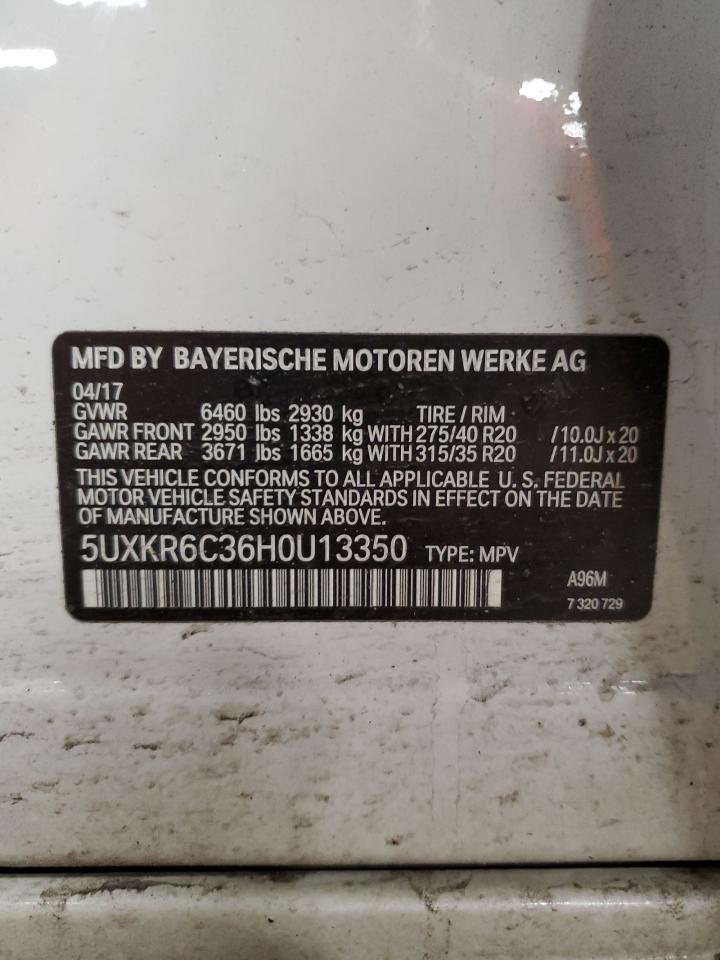 MFD BY BAYERISCHE MOTOREN WERKE AG
04/17
GVWR 6460 lbs 2930 kg TIRE / RIM
GAWR FRONT 2950 lbs 1338 kg WITH 275/40 R20 /10.0J x 20
GAWR REAR 3671 lbs 1665 kg WITH 315/35 R20 /11.0J x 20
THIS VEHICLE CONFORMS TO ALL APPLICABLE U.S. FEDERAL
MOTOR VEHICLE SAFETY STANDARDS IN EFFECT ON THE DATE
OF MANUFACTURE SHOWN ABOVE.
5UXKR6C36H0U13350 TYPE: MPV
A96M
7 320 729